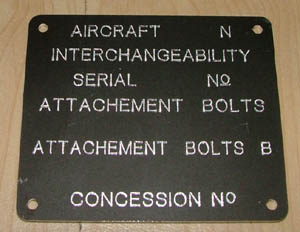 AIRCRAFT N
INTERCHANGEABILITY
SERIAL No
ATTACHEMENT BOLTS
ATTACHEMENT BOLTS B
CONCESSION No